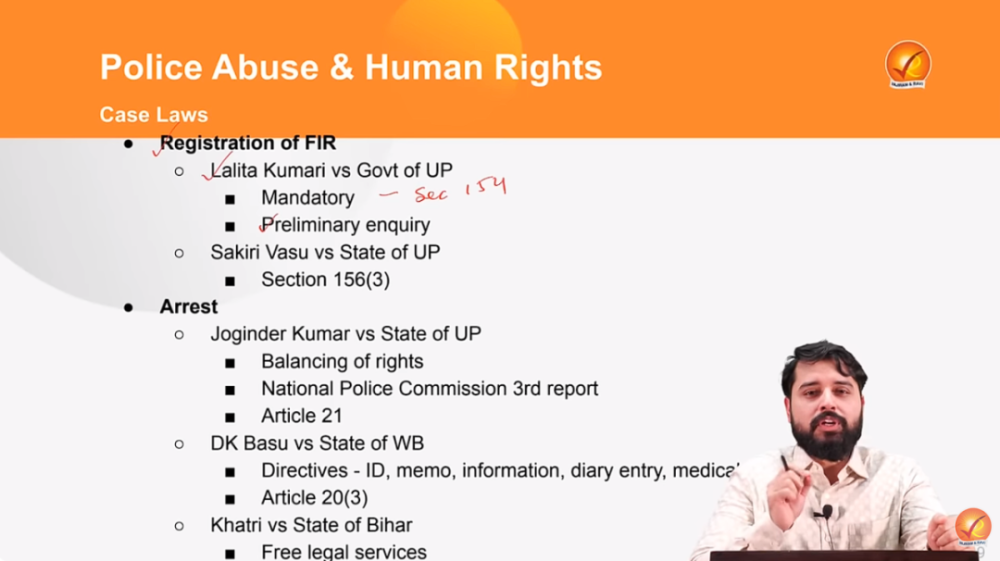 Police Abuse & Human Rights
Case Laws
Registration of FIR
Lalita Kumari vs Govt of UP
Mandatory — Sec 154
Preliminary enquiry
Sakiri Vasu vs State of UP
Section 156(3)
Arrest
Joginder Kumar vs State of UP
Balancing of rights
National Police Commission 3rd report
Article 21
DK Basu vs State of WB
Directives - ID, memo, information, diary entry, medical
Article 20(3)
Khatri vs State of Bihar
Free legal services